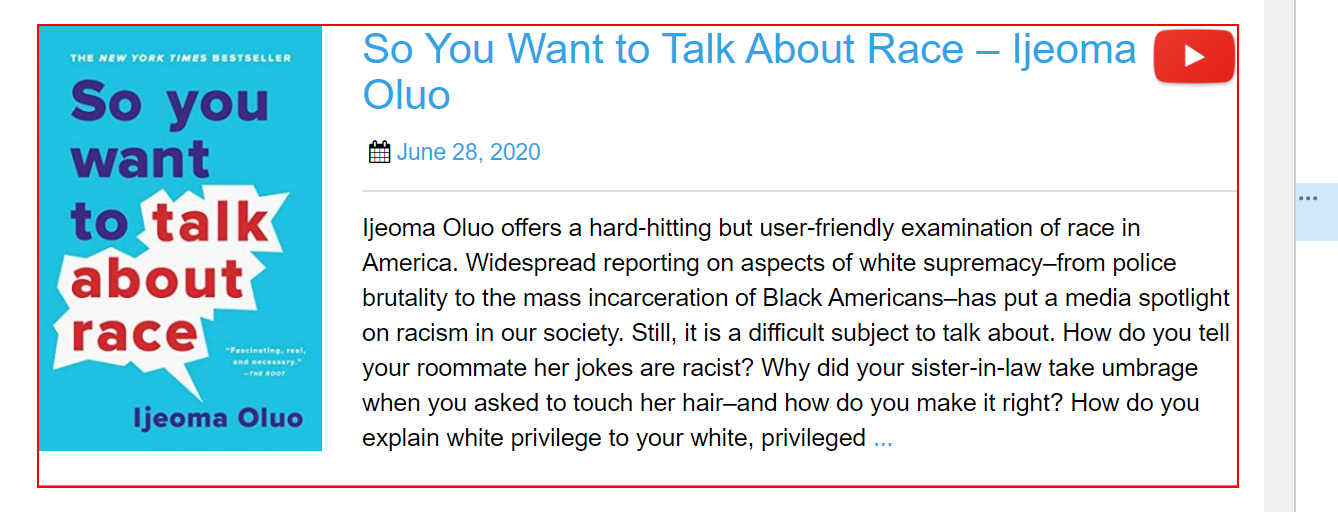 THE NEW YORK TIMES BESTSELLER
So you
want
to talk
about
race
"Fascinating, real,
and necessary."
—THE ROOT
Ijeoma Oluo
So You Want to Talk About Race – Ijeoma
Oluo
June 28, 2020
Ijeoma Oluo offers a hard-hitting but user-friendly examination of race in
America. Widespread reporting on aspects of white supremacy–from police
brutality to the mass incarceration of Black Americans–has put a media spotlight
on racism in our society. Still, it is a difficult subject to talk about. How do you tell
your roommate her jokes are racist? Why did your sister-in-law take umbrage
when you asked to touch her hair–and how do you make it right? How do you
explain white privilege to your white, privileged ...